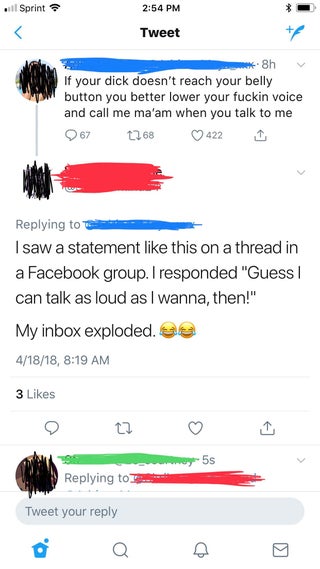 Sprint 2:54 PM
Tweet
· 8h
If your dick doesn't reach your belly
button you better lower your fuckin voice
and call me ma'am when you talk to me
67 68 422
Replying to
I saw a statement like this on a thread in
a Facebook group. I responded "Guess I
can talk as loud as I wanna, then!"
My inbox exploded. 😂😂
4/18/18, 8:19 AM
3 Likes
· 5s
Replying to
Tweet your reply